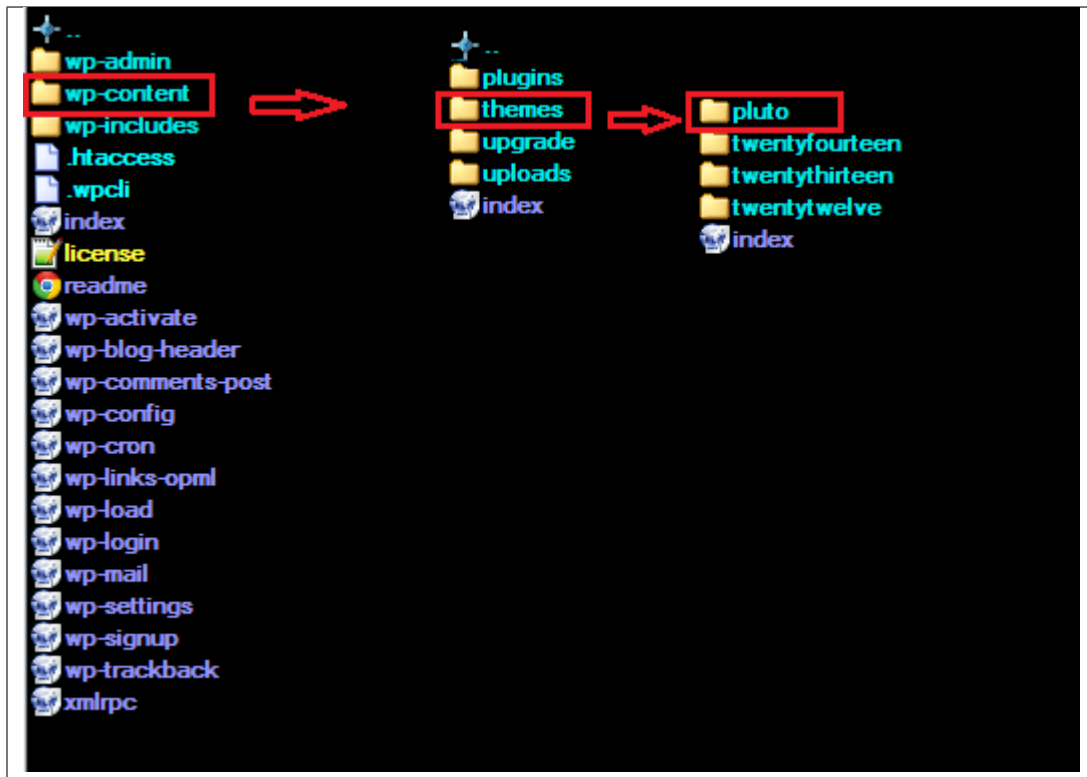 ..
wp-admin
wp-content
wp-includes
.htaccess
.wpcli
index
license
readme
wp-activate
wp-blog-header
wp-comments-post
wp-config
wp-cron
wp-links-opml
wp-load
wp-login
wp-mail
wp-settings
wp-signup
wp-trackback
xmlrpc
..
plugins
themes
upgrade
uploads
index
pluto
twentyfourteen
twentythirteen
twentytwelve
index